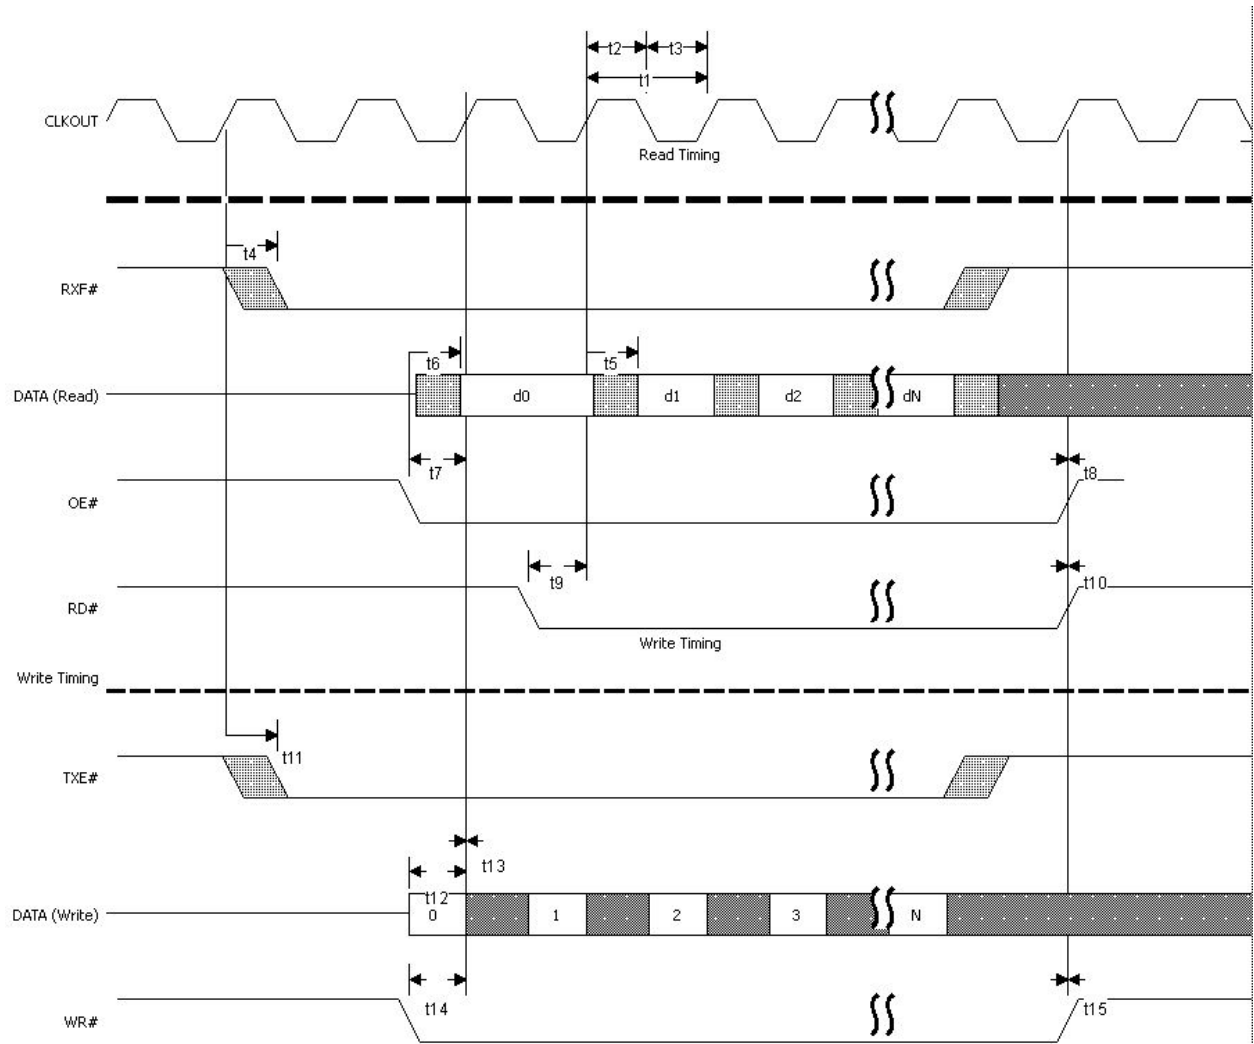 t2 t3
t1
CLKOUT
Read Timing
t4
RXF#
t6 t5
DATA (Read) d0 d1 d2 dN
t7 t8
OE#
t9 t10
RD#
Write Timing
Write Timing
t11
TXE#
t13
t12
DATA (Write) 0 1 2 3 N
t14 t15
WR#